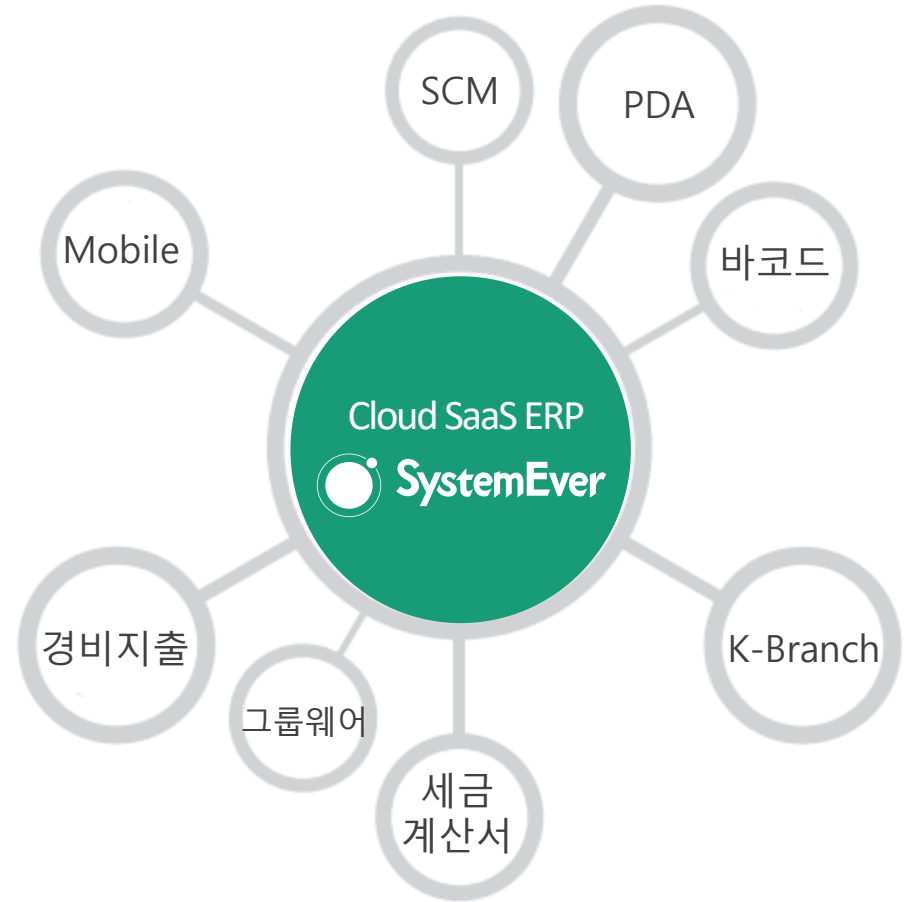 SCM
PDA
Mobile
바코드
Cloud SaaS ERP
SystemEver
경비지출
K-Branch
그룹웨어
세금
계산서